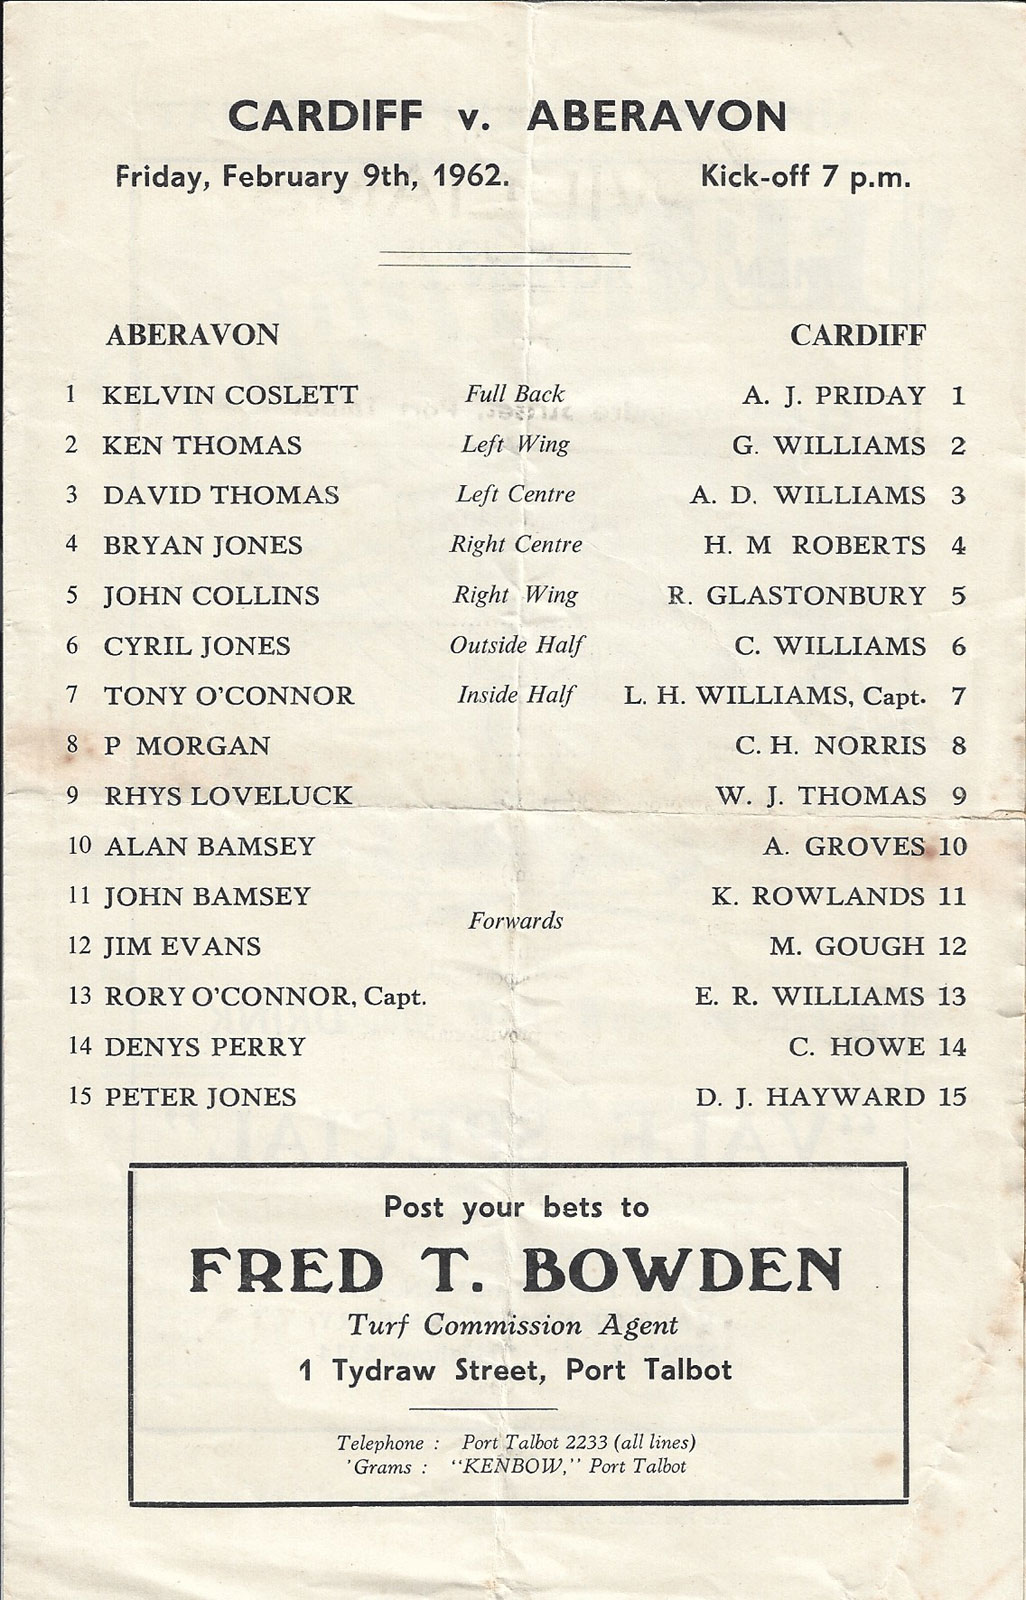 CARDIFF v. ABERAVON
Friday, February 9th, 1962. Kick-off 7 p.m.
ABERAVON CARDIFF
1 KELVIN COSLETT Full Back A. J. PRIDAY 1
2 KEN THOMAS Left Wing G. WILLIAMS 2
3 DAVID THOMAS Left Centre A. D. WILLIAMS 3
4 BRYAN JONES Right Centre H. M ROBERTS 4
5 JOHN COLLINS Right Wing R. GLASTONBURY 5
6 CYRIL JONES Outside Half C. WILLIAMS 6
7 TONY O'CONNOR Inside Half L. H. WILLIAMS, Capt. 7
8 P MORGAN C. H. NORRIS 8
9 RHYS LOVELUCK W. J. THOMAS 9
10 ALAN BAMSEY A. GROVES 10
11 JOHN BAMSEY K. ROWLANDS 11
Forwards
12 JIM EVANS M. GOUGH 12
13 RORY O'CONNOR, Capt. E. R. WILLIAMS 13
14 DENYS PERRY C. HOWE 14
15 PETER JONES D. J. HAYWARD 15
Post your bets to
FRED T. BOWDEN
Turf Commission Agent
1 Tydraw Street, Port Talbot
Telephone : Port Talbot 2233 (all lines)
'Grams : "KENBOW," Port Talbot